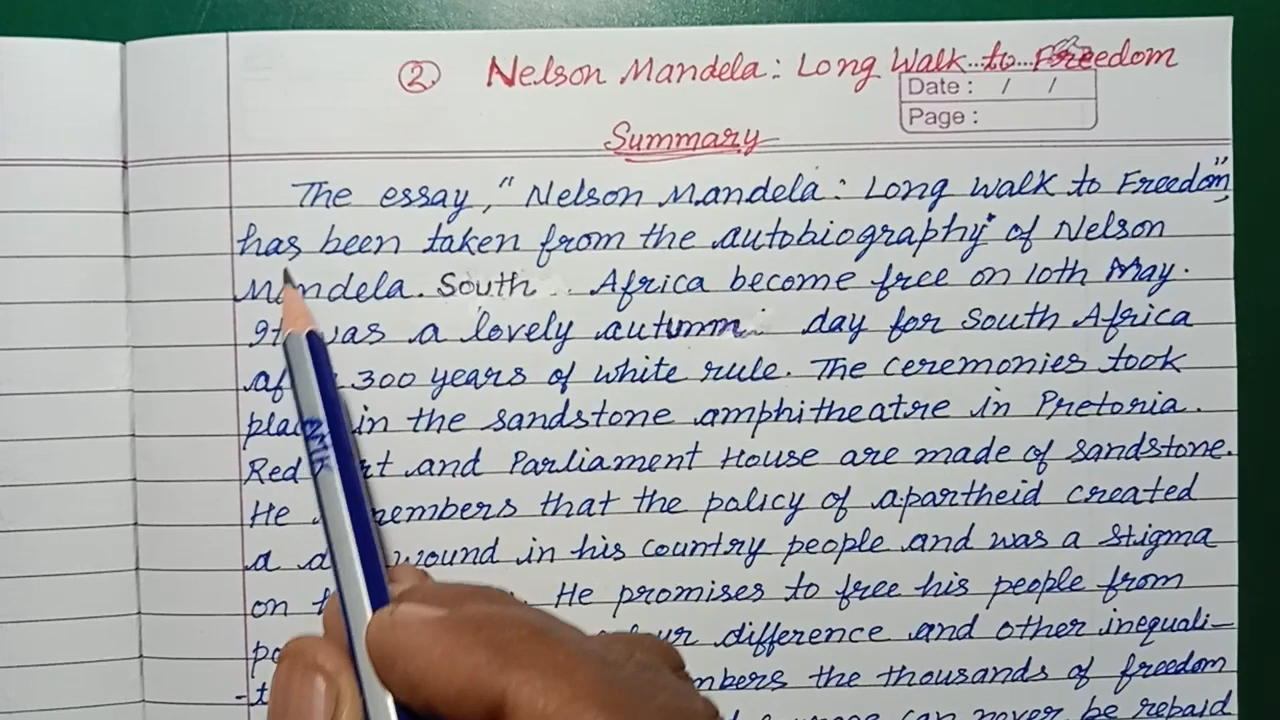 ② Nelson Mandela: Long Walk to Freedom
Date : / /
Page :
Summary
The essay, "Nelson Mandela: Long walk to Freedom",
has been taken from the autobiography of Nelson
Mandela. South Africa become free on 10th May.
It was a lovely autumn day for South Africa
300 years of white rule. The ceremonies took
in the sandstone amphitheatre in Pretoria.
Red and Parliament House are made of sandstone.
He that the policy of apartheid created
a wound in his country people and was a stigma
on He promises to free his people from
difference and other inequali-
the thousands of freedom
can never be repaid